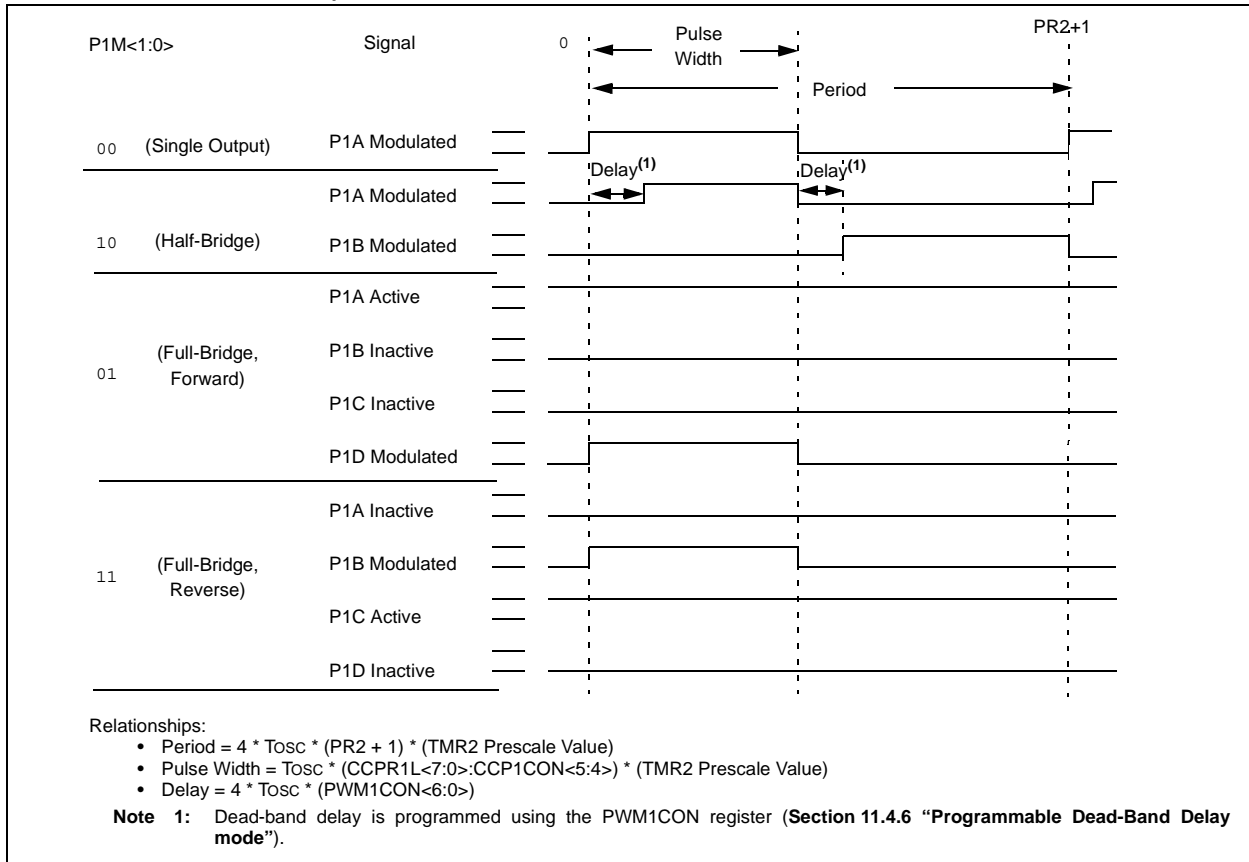 P1M<1:0> Signal 0 Pulse Width PR2+1
Period
00 (Single Output) P1A Modulated
Delay(1) Delay(1)
P1A Modulated
10 (Half-Bridge) P1B Modulated
P1A Active
(Full-Bridge, Forward)
P1B Inactive
01
P1C Inactive
P1D Modulated
P1A Inactive
11 (Full-Bridge, Reverse) P1B Modulated
P1C Active
P1D Inactive
Relationships:
• Period = 4 * TOSC * (PR2 + 1) * (TMR2 Prescale Value)
• Pulse Width = TOSC * (CCPR1L<7:0>:CCP1CON<5:4>) * (TMR2 Prescale Value)
• Delay = 4 * TOSC * (PWM1CON<6:0>)
Note 1: Dead-band delay is programmed using the PWM1CON register (Section 11.4.6 “Programmable Dead-Band Delay
mode”).